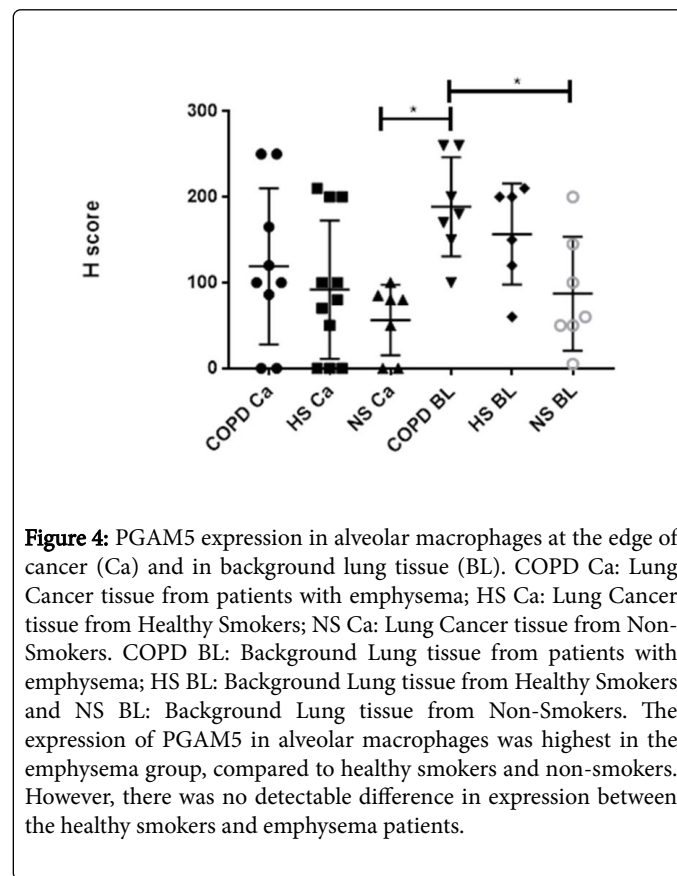 *
*
300
200
100
0
H score
COPD Ca
HS Ca
NS Ca
COPD BL
HS BL
NS BL
Figure 4: PGAM5 expression in alveolar macrophages at the edge of
cancer (Ca) and in background lung tissue (BL). COPD Ca: Lung
Cancer tissue from patients with emphysema; HS Ca: Lung Cancer
tissue from Healthy Smokers; NS Ca: Lung Cancer tissue from Non-
Smokers. COPD BL: Background Lung tissue from patients with
emphysema; HS BL: Background Lung tissue from Healthy Smokers
and NS BL: Background Lung tissue from Non-Smokers. The
expression of PGAM5 in alveolar macrophages was highest in the
emphysema group, compared to healthy smokers and non-smokers.
However, there was no detectable difference in expression between
the healthy smokers and emphysema patients.